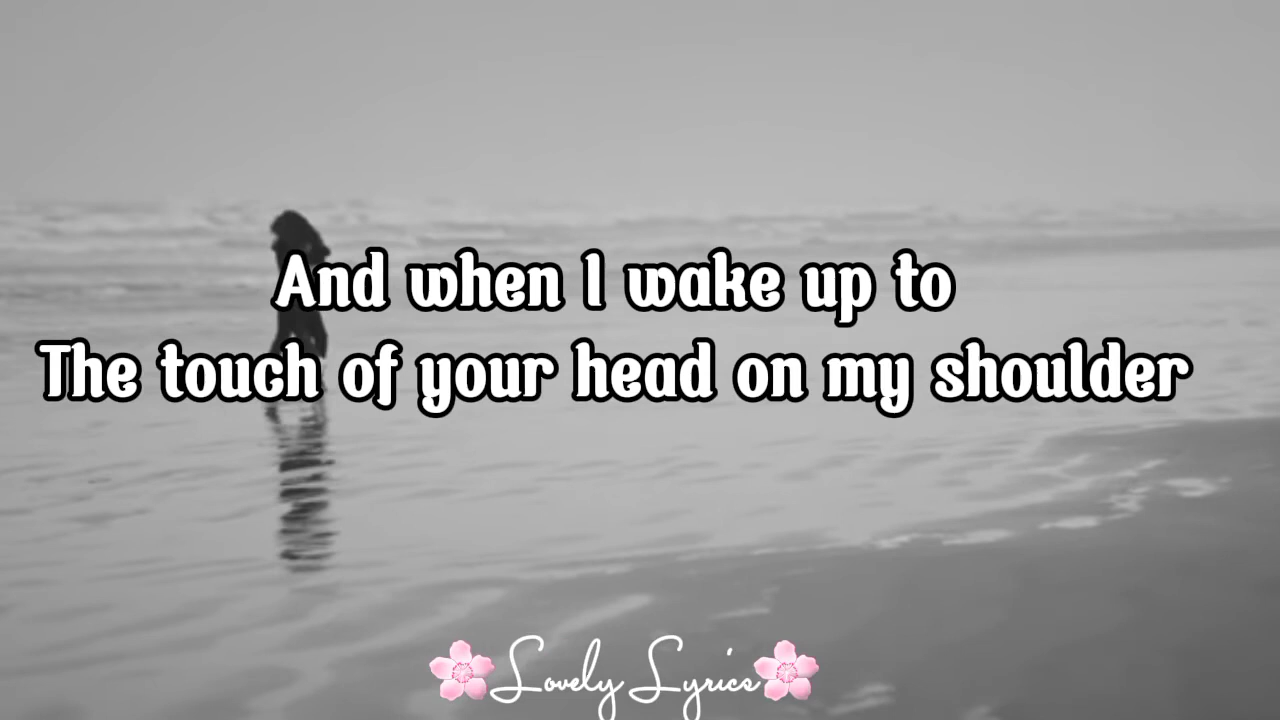 And when I wake up to
The touch of your head on my shoulder
Lovely Lyrics